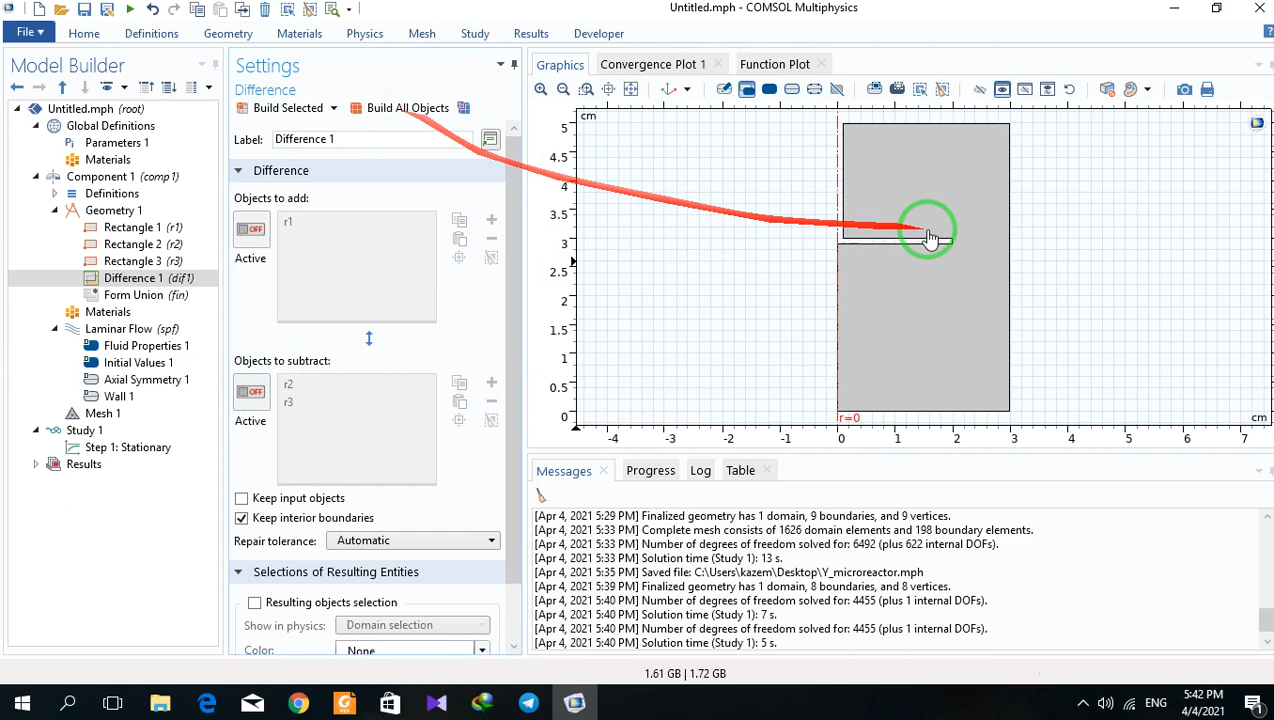 Untitled.mph - COMSOL Multiphysics
File
Home
Definitions
Geometry
Materials
Physics
Mesh
Study
Results
Developer
Model Builder
Untitled.mph (root)
Global Definitions
Pi Parameters 1
Materials
Component 1 (comp1)
Definitions
Geometry 1
Rectangle 1 (r1)
Rectangle 2 (r2)
Rectangle 3 (r3)
Difference 1 (dif1)
Form Union (fin)
Materials
Laminar Flow (spf)
Fluid Properties 1
Initial Values 1
Axial Symmetry 1
Wall 1
Mesh 1
Study 1
Step 1: Stationary
Results
Settings
Difference
Build Selected
Build All Objects
Label: Difference 1
Difference
Objects to add:
OFF
Active
r1
Objects to subtract:
OFF
Active
r2
r3
Keep input objects
Keep interior boundaries
Repair tolerance: Automatic
Selections of Resulting Entities
Resulting objects selection
Show in physics: Domain selection
Color: None
Graphics
Convergence Plot 1
Function Plot
cm
5
4.5
4
3.5
3
2.5
2
1.5
1
0.5
0
r=0
cm
-4 -3 -2 -1 0 1 2 3 4 5 6 7
Messages
Progress
Log
Table
[Apr 4, 2021 5:29 PM] Finalized geometry has 1 domain, 9 boundaries, and 9 vertices.
[Apr 4, 2021 5:33 PM] Complete mesh consists of 1626 domain elements and 198 boundary elements.
[Apr 4, 2021 5:33 PM] Number of degrees of freedom solved for: 6492 (plus 622 internal DOFs).
[Apr 4, 2021 5:33 PM] Solution time (Study 1): 13 s.
[Apr 4, 2021 5:35 PM] Saved file: C:\Users\kazem\Desktop\Y_microreactor.mph
[Apr 4, 2021 5:39 PM] Finalized geometry has 1 domain, 8 boundaries, and 8 vertices.
[Apr 4, 2021 5:40 PM] Number of degrees of freedom solved for: 4455 (plus 1 internal DOFs).
[Apr 4, 2021 5:40 PM] Solution time (Study 1): 7 s.
[Apr 4, 2021 5:40 PM] Number of degrees of freedom solved for: 4455 (plus 1 internal DOFs).
[Apr 4, 2021 5:40 PM] Solution time (Study 1): 5 s.
1.61 GB | 1.72 GB
ENG
5:42 PM
4/4/2021
1